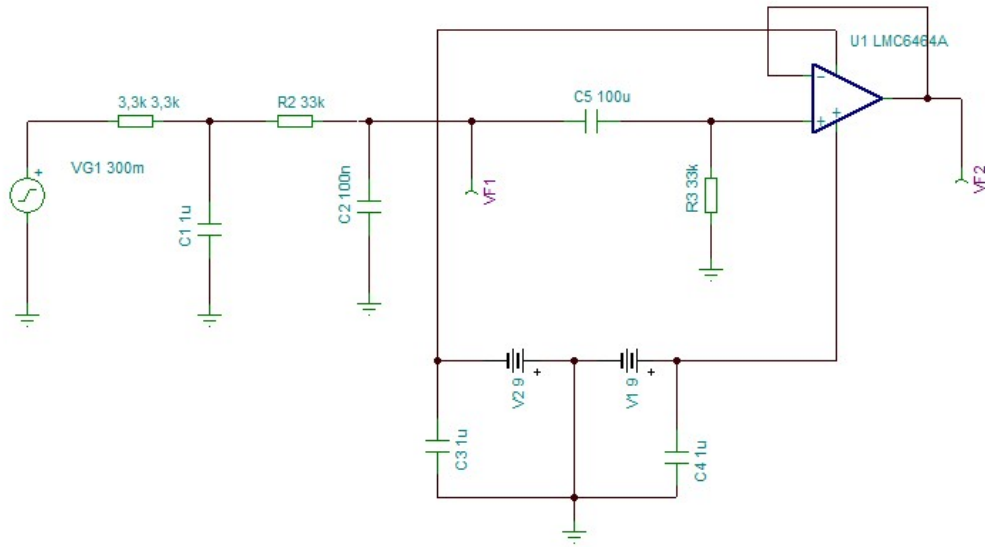 U1 LMC6464A
3,3k 3,3k
R2 33k
C5 100u
VG1 300m
+
C1 1u
C2 100n
VF1
R3 33k
VF2
−
+
+
V2 9
+
V1 9
+
C3 1u
C4 1u